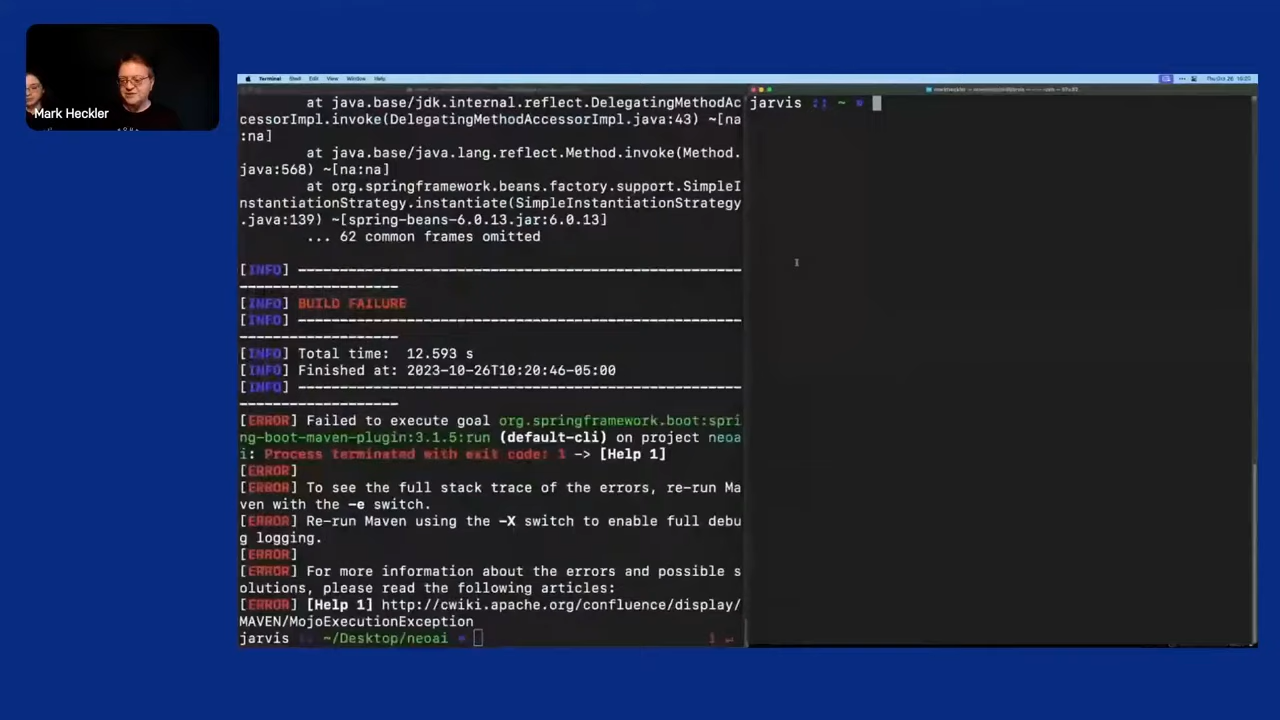 Mark Heckler
Terminal Shell Edit View Window Help
at java.base/jdk.internal.reflect.DelegatingMethodAc
cessorImpl.invoke(DelegatingMethodAccessorImpl.java:43) ~[na
:na]
at java.base/java.lang.reflect.Method.invoke(Method.
java:568) ~[na:na]
at org.springframework.beans.factory.support.SimpleI
nstantiationStrategy.instantiate(SimpleInstantiationStrategy
.java:139) ~[spring-beans-6.0.13.jar:6.0.13]
... 62 common frames omitted
[INFO] ------------------------------------------------------
-------------------
[INFO] BUILD FAILURE
[INFO] ------------------------------------------------------
-------------------
[INFO] Total time:  12.593 s
[INFO] Finished at: 2023-10-26T10:20:46-05:00
[INFO] ------------------------------------------------------
-------------------
[ERROR] Failed to execute goal org.springframework.boot:spri
ng-boot-maven-plugin:3.1.5:run (default-cli) on project neoa
i: Process terminated with exit code: 1 -> [Help 1]
[ERROR]
[ERROR] To see the full stack trace of the errors, re-run Ma
ven with the -e switch.
[ERROR] Re-run Maven using the -X switch to enable full debu
g logging.
[ERROR]
[ERROR] For more information about the errors and possible s
olutions, please read the following articles:
[ERROR] [Help 1] http://cwiki.apache.org/confluence/display/
MAVEN/MojoExecutionException
jarvis :: ~/Desktop/neoai
1 ↵
jarvis :: ~ »